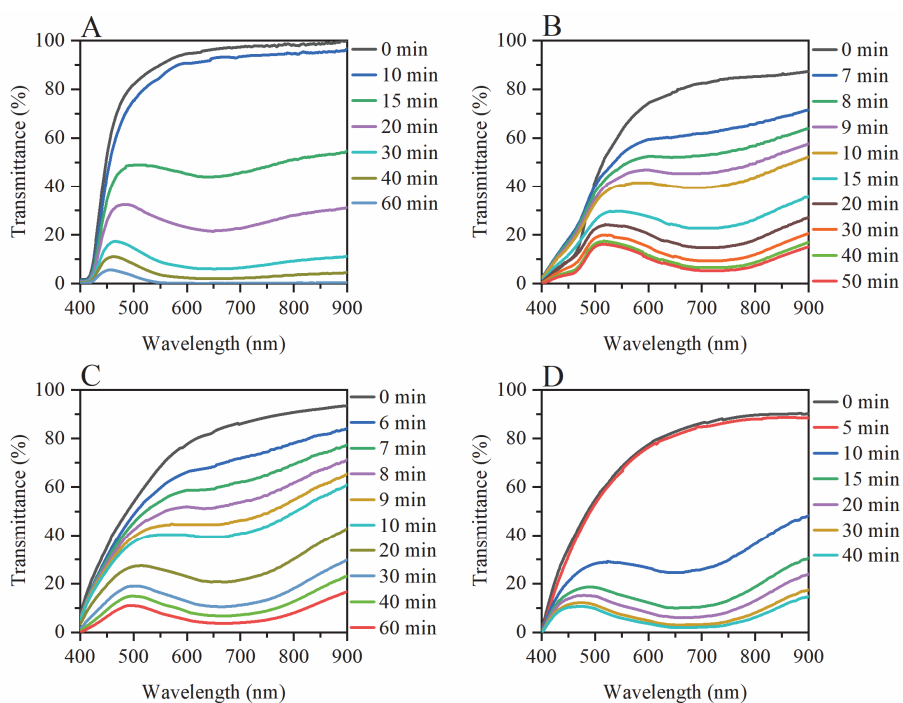 A
Transmittance (%)
100
80
60
40
20
0
400 500 600 700 800 900
Wavelength (nm)
0 min
10 min
15 min
20 min
30 min
40 min
60 min
B
Transmittance (%)
100
80
60
40
20
0
400 500 600 700 800 900
Wavelength (nm)
0 min
7 min
8 min
9 min
10 min
15 min
20 min
30 min
40 min
50 min
C
Transmittance (%)
100
80
60
40
20
0
400 500 600 700 800 900
Wavelength (nm)
0 min
6 min
7 min
8 min
9 min
10 min
20 min
30 min
40 min
60 min
D
Transmittance (%)
100
80
60
40
20
0
400 500 600 700 800 900
Wavelength (nm)
0 min
5 min
10 min
15 min
20 min
30 min
40 min